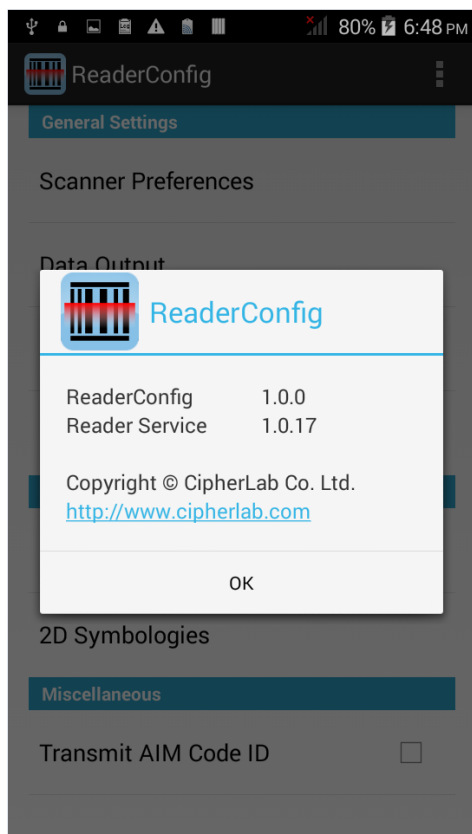 80% 6:48 PM
ReaderConfig
General Settings
Scanner Preferences
Data Output
ReaderConfig
ReaderConfig 1.0.0
Reader Service 1.0.17
Copyright © CipherLab Co. Ltd.
http://www.cipherlab.com
OK
2D Symbologies
Miscellaneous
Transmit AIM Code ID